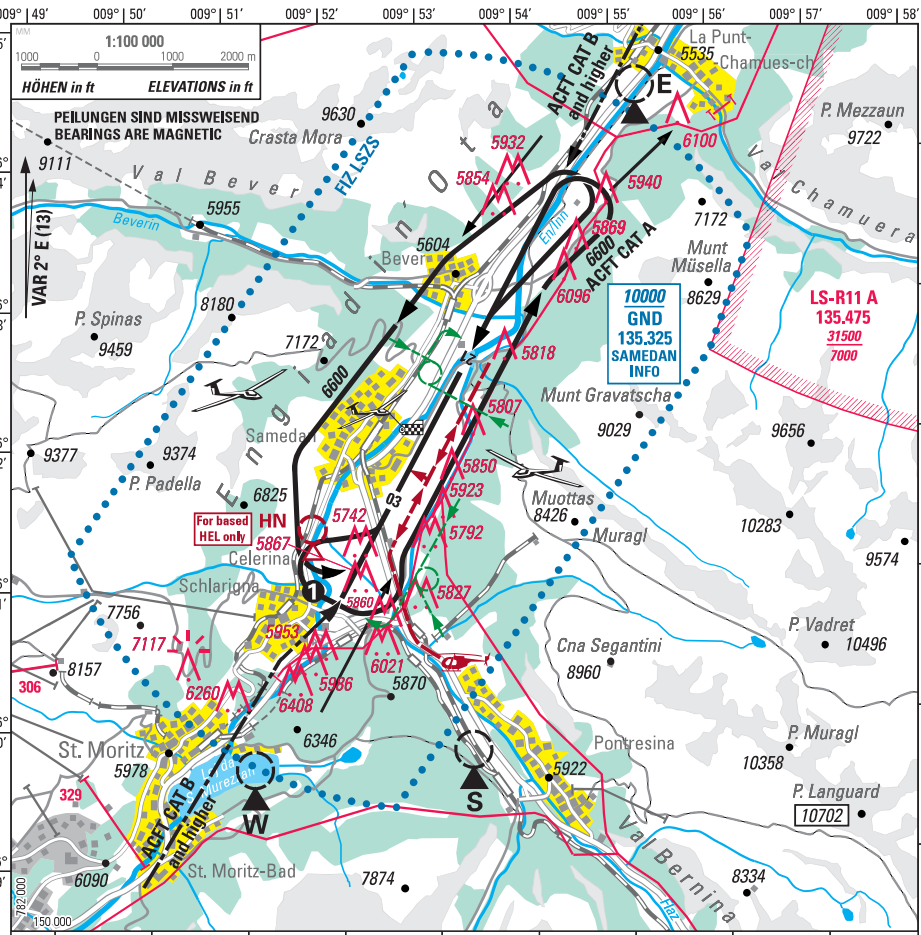 009° 49′ 009° 50′ 009° 51′ 009° 52′ 009° 53′ 009° 54′ 009° 55′ 009° 56′ 009° 57′ 009° 58′
MM
1:100 000
1000 0 1000 2000 m
HÖHEN in ft ELEVATIONS in ft
PEILUNGEN SIND MISSWEISEND
BEARINGS ARE MAGNETIC
VAR 2° E (13)
La Punt-
Chamues-ch
5535
ACFT CAT B
and higher
E
6100
P. Mezzaun
9722
Val Chamuera
9630
Crasta Mora
FIZ LSZS
9111
Val Bever
Engiadin'Ota
5932
5854
5940
5955
Beverin
5604
Bever
En/Inn
5869
6600
ACFT CAT A
6096
7172
Munt
Müsella
8629
10000
GND
135.325
SAMEDAN
INFO
LS-R11 A
135.475
31500
7000
8180
P. Spinas
9459
7172
6600
21
5818
Munt Gravatscha
9029
5807
9656
Samedan
9377
9374
P. Padella
6825
03
5850
5923
5792
Muottas
8426
Muragl
10283
9574
For based
HEL only
HN
5742
5867
Celerina
Schlarigna
1
5860
5827
7756
7117
5953
6021
5986
6408
6260
5870
8157
306
Cna Segantini
8960
P. Vadret
10496
6346
St. Moritz
5978
329
W
S
Pontresina
5922
P. Muragl
10358
P. Languard
10702
ACFT CAT B
and higher
St. Moritz-Bad
6090
7874
Val Bernina
Flaz
8334
782 000
150 000